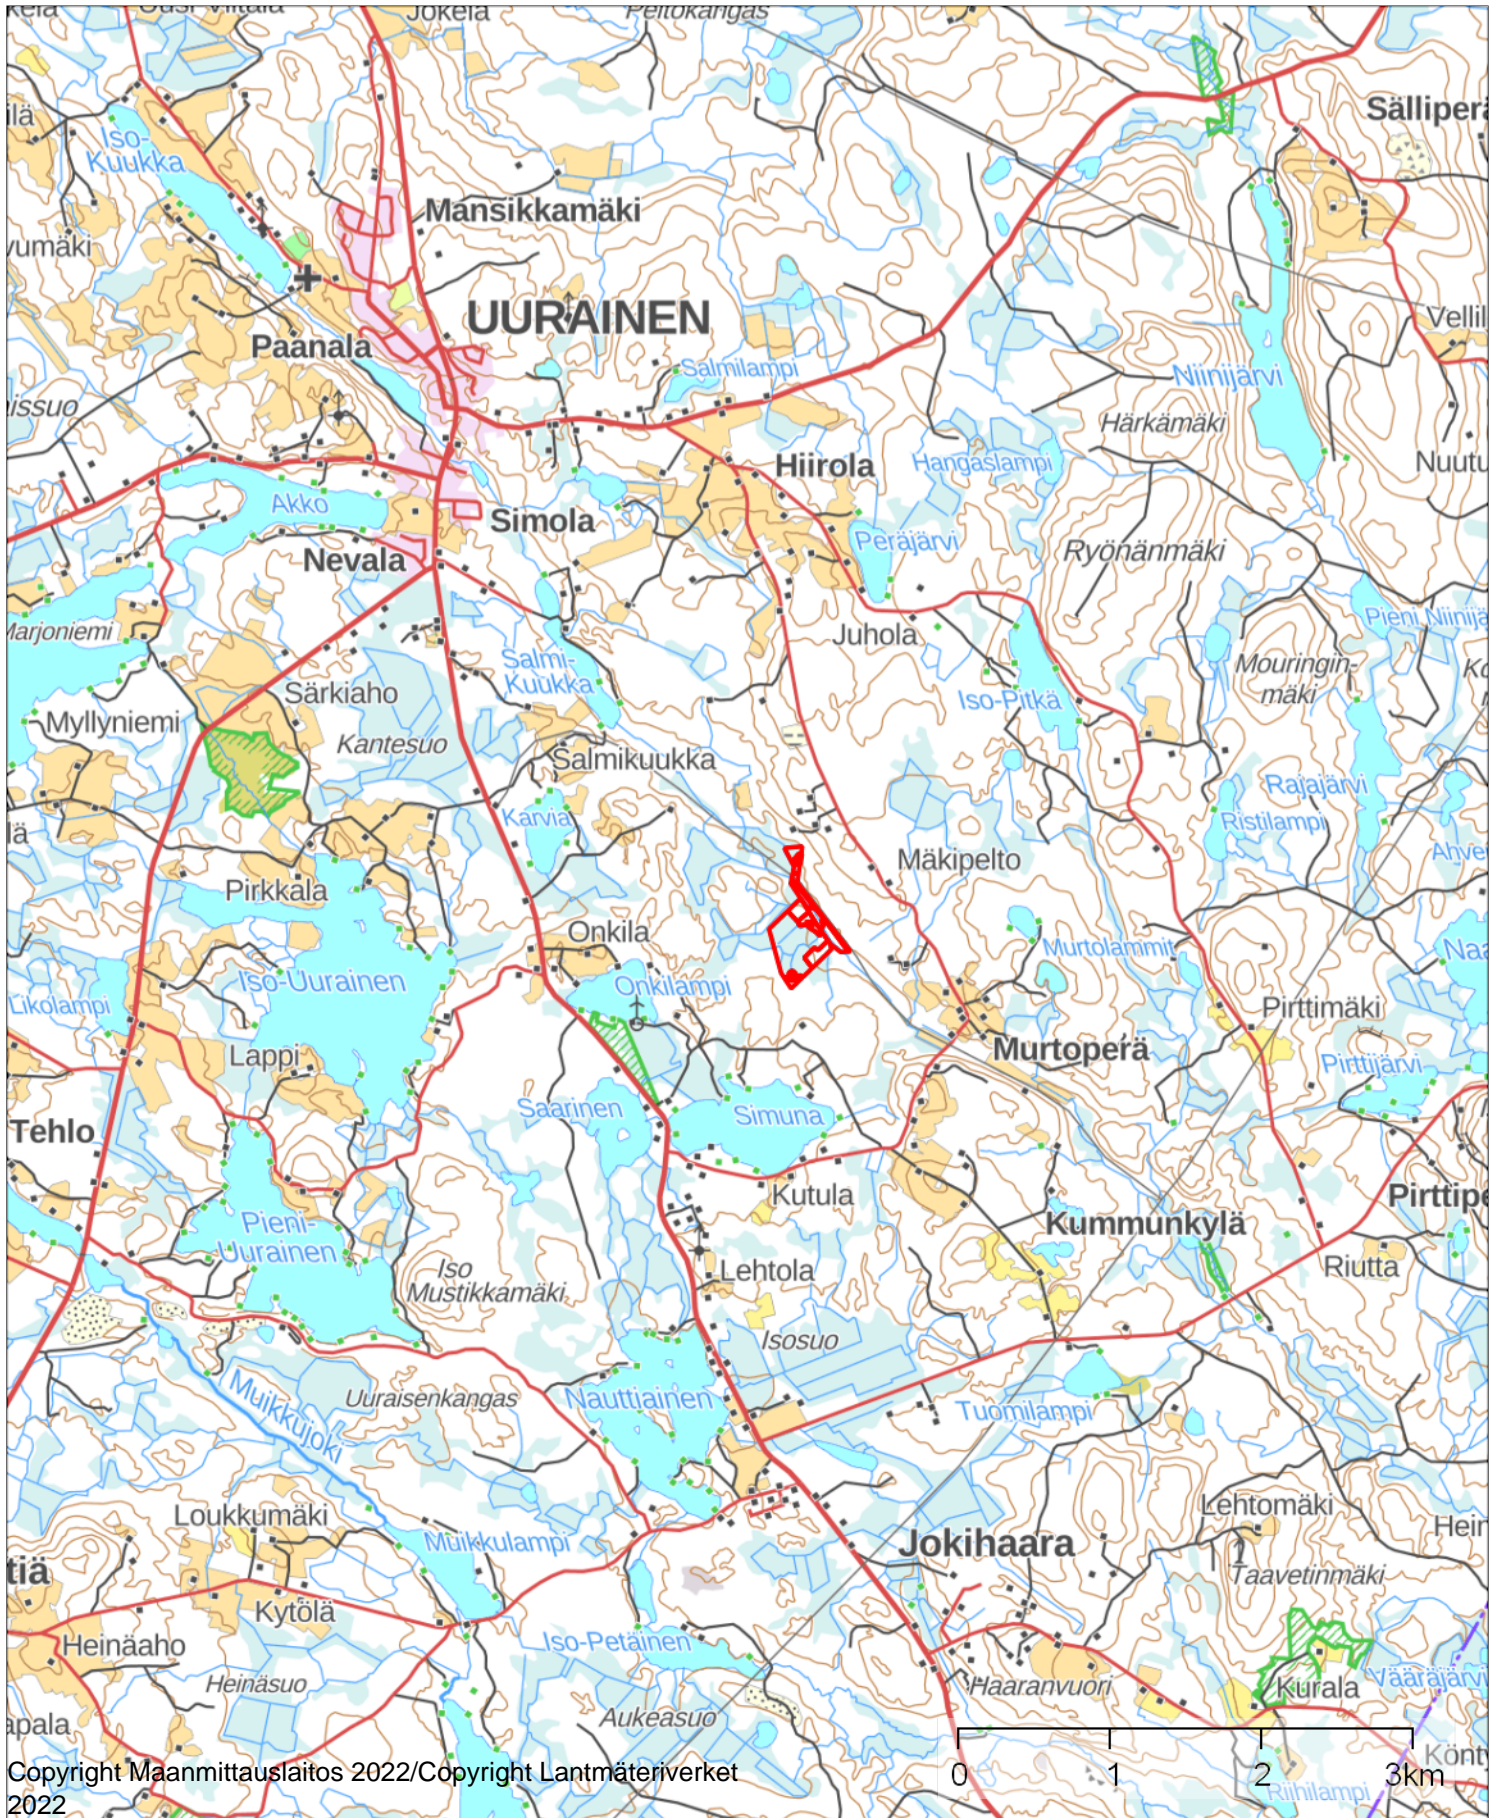 Jokela
Peltokangas
Sälliperä
Iso-
Kuukka
Mansikkamäki
UURAINEN
Paanala
Salmilampi
Niinijärvi
Härkämäki
Hiirola
Hangaslampi
Akko
Simola
Nevala
Peräjärvi
Ryönänmäki
Marjoniemi
Juhola
Pieni Niinijä
Salmi-
Kuukka
Mouringin-
mäki
Särkiaho
Iso-Pitkä
Myllyniemi
Kantesuo
Salmikuukka
Rajajärvi
Karvia
Ristilampi
Mäkipelto
Pirkkala
Onkila
Murtolammit
Iso-Uurainen
Onkilampi
Likolampi
Pirttimäki
Lappi
Murtoperä
Pirttijärvi
Saarinen
Simuna
Tehlo
Kutula
Pirttipe
Pieni-
Uurainen
Kummunkylä
Iso
Mustikkamäki
Lehtola
Riutta
Isosuo
Uuraisenkangas
Nauttiainen
Muikkujoki
Tuomilampi
Loukkumäki
Muikkulampi
Lehtomäki
Jokihaara
Taavetinmäki
Kytölä
Heinäaho
Iso-Petäinen
Heinäsuo
Haaranvuori
Kurala
Vääräjärvi
Aukeasuo
Riihilampi
0 1 2 3km
Copyright Maanmittauslaitos 2022/Copyright Lantmäteriverket
2022